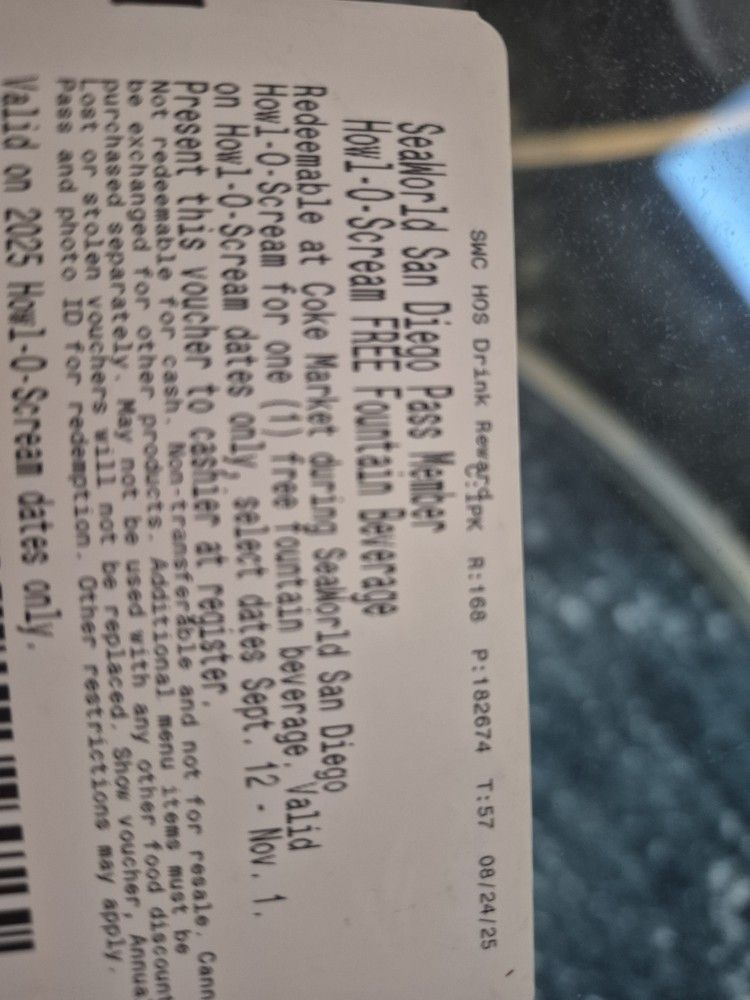 SWC HOS Drink Reward
C:1PK R:168 P:182674 T:57 08/24/25
SeaWorld San Diego Pass Member
Howl-O-Scream FREE Fountain Beverage
Redeemable at Coke Market during SeaWorld San Diego
Howl-O-Scream for one (1) free fountain beverage. Valid
on Howl-O-Scream dates only, select dates Sept. 12 - Nov. 1.
Present this voucher to cashier at register.
Not redeemable for cash. Non-transferable and not for resale. Cann
be exchanged for other products. Additional menu items must be
purchased separately. May not be used with any other food discount
Lost or stolen vouchers will not be replaced. Show voucher, Annua
Pass and photo ID for redemption. Other restrictions may apply.
Valid on 2025 Howl-O-Scream dates only.